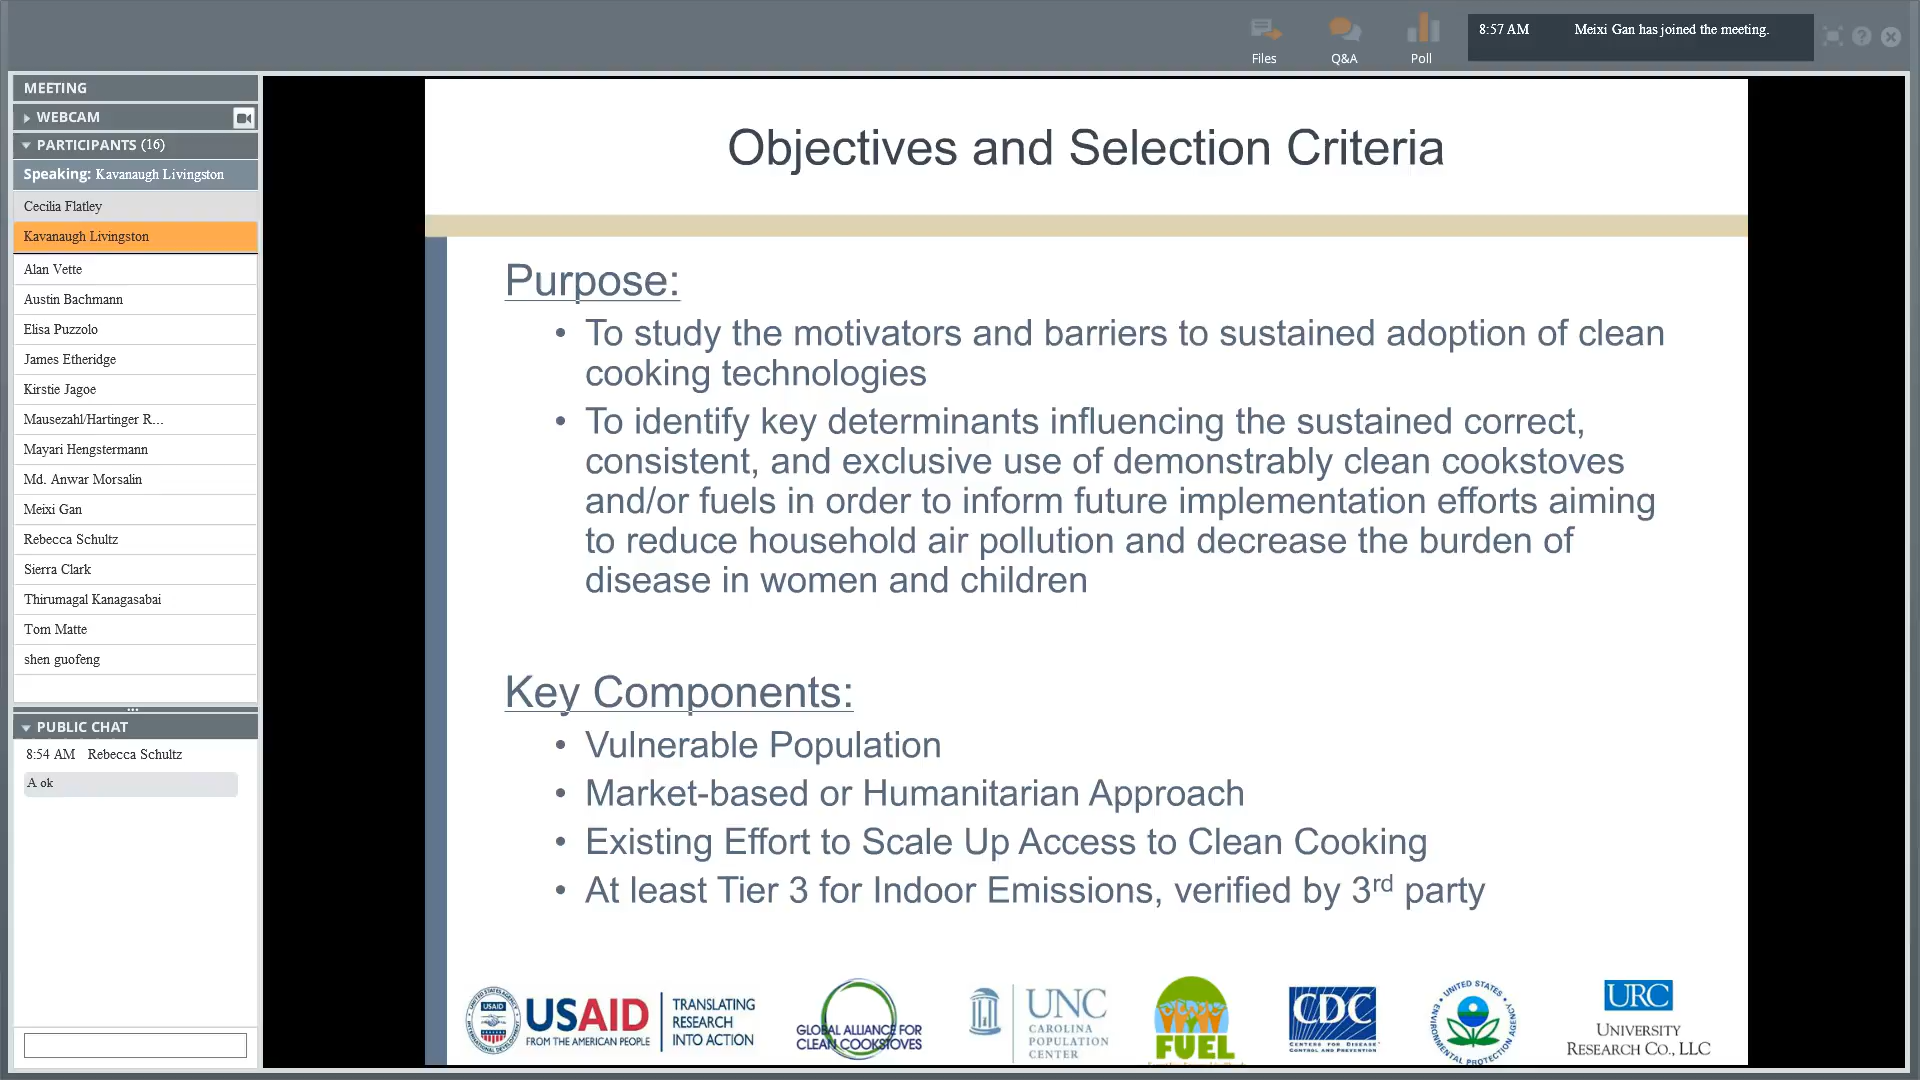 Files
Q&A
Poll
8:57 AM Meixi Gan has joined the meeting.
MEETING
WEBCAM
PARTICIPANTS (16)
Speaking: Kavanaugh Livingston
Cecilia Flatley
Kavanaugh Livingston
Alan Vette
Austin Bachmann
Elisa Puzzolo
James Etheridge
Kirstie Jagoe
Mausezahl/Hartinger R...
Mayari Hengstermann
Md. Anwar Morsalin
Meixi Gan
Rebecca Schultz
Sierra Clark
Thirumagal Kanagasabai
Tom Matte
shen guofeng
PUBLIC CHAT
8:54 AM Rebecca Schultz
A ok
Objectives and Selection Criteria
Purpose:
• To study the motivators and barriers to sustained adoption of clean
cooking technologies
• To identify key determinants influencing the sustained correct,
consistent, and exclusive use of demonstrably clean cookstoves
and/or fuels in order to inform future implementation efforts aiming
to reduce household air pollution and decrease the burden of
disease in women and children
Key Components:
• Vulnerable Population
• Market-based or Humanitarian Approach
• Existing Effort to Scale Up Access to Clean Cooking
• At least Tier 3 for Indoor Emissions, verified by 3rd party
USAID
USAID
FROM THE AMERICAN PEOPLE
TRANSLATING
RESEARCH
INTO ACTION
GLOBAL ALLIANCE FOR
CLEAN COOKSTOVES
UNC
CAROLINA
POPULATION
CENTER
FUEL
CDC
CENTERS FOR DISEASE
CONTROL AND PREVENTION
UNITED STATES
ENVIRONMENTAL PROTECTION AGENCY
URC
UNIVERSITY
RESEARCH CO., LLC